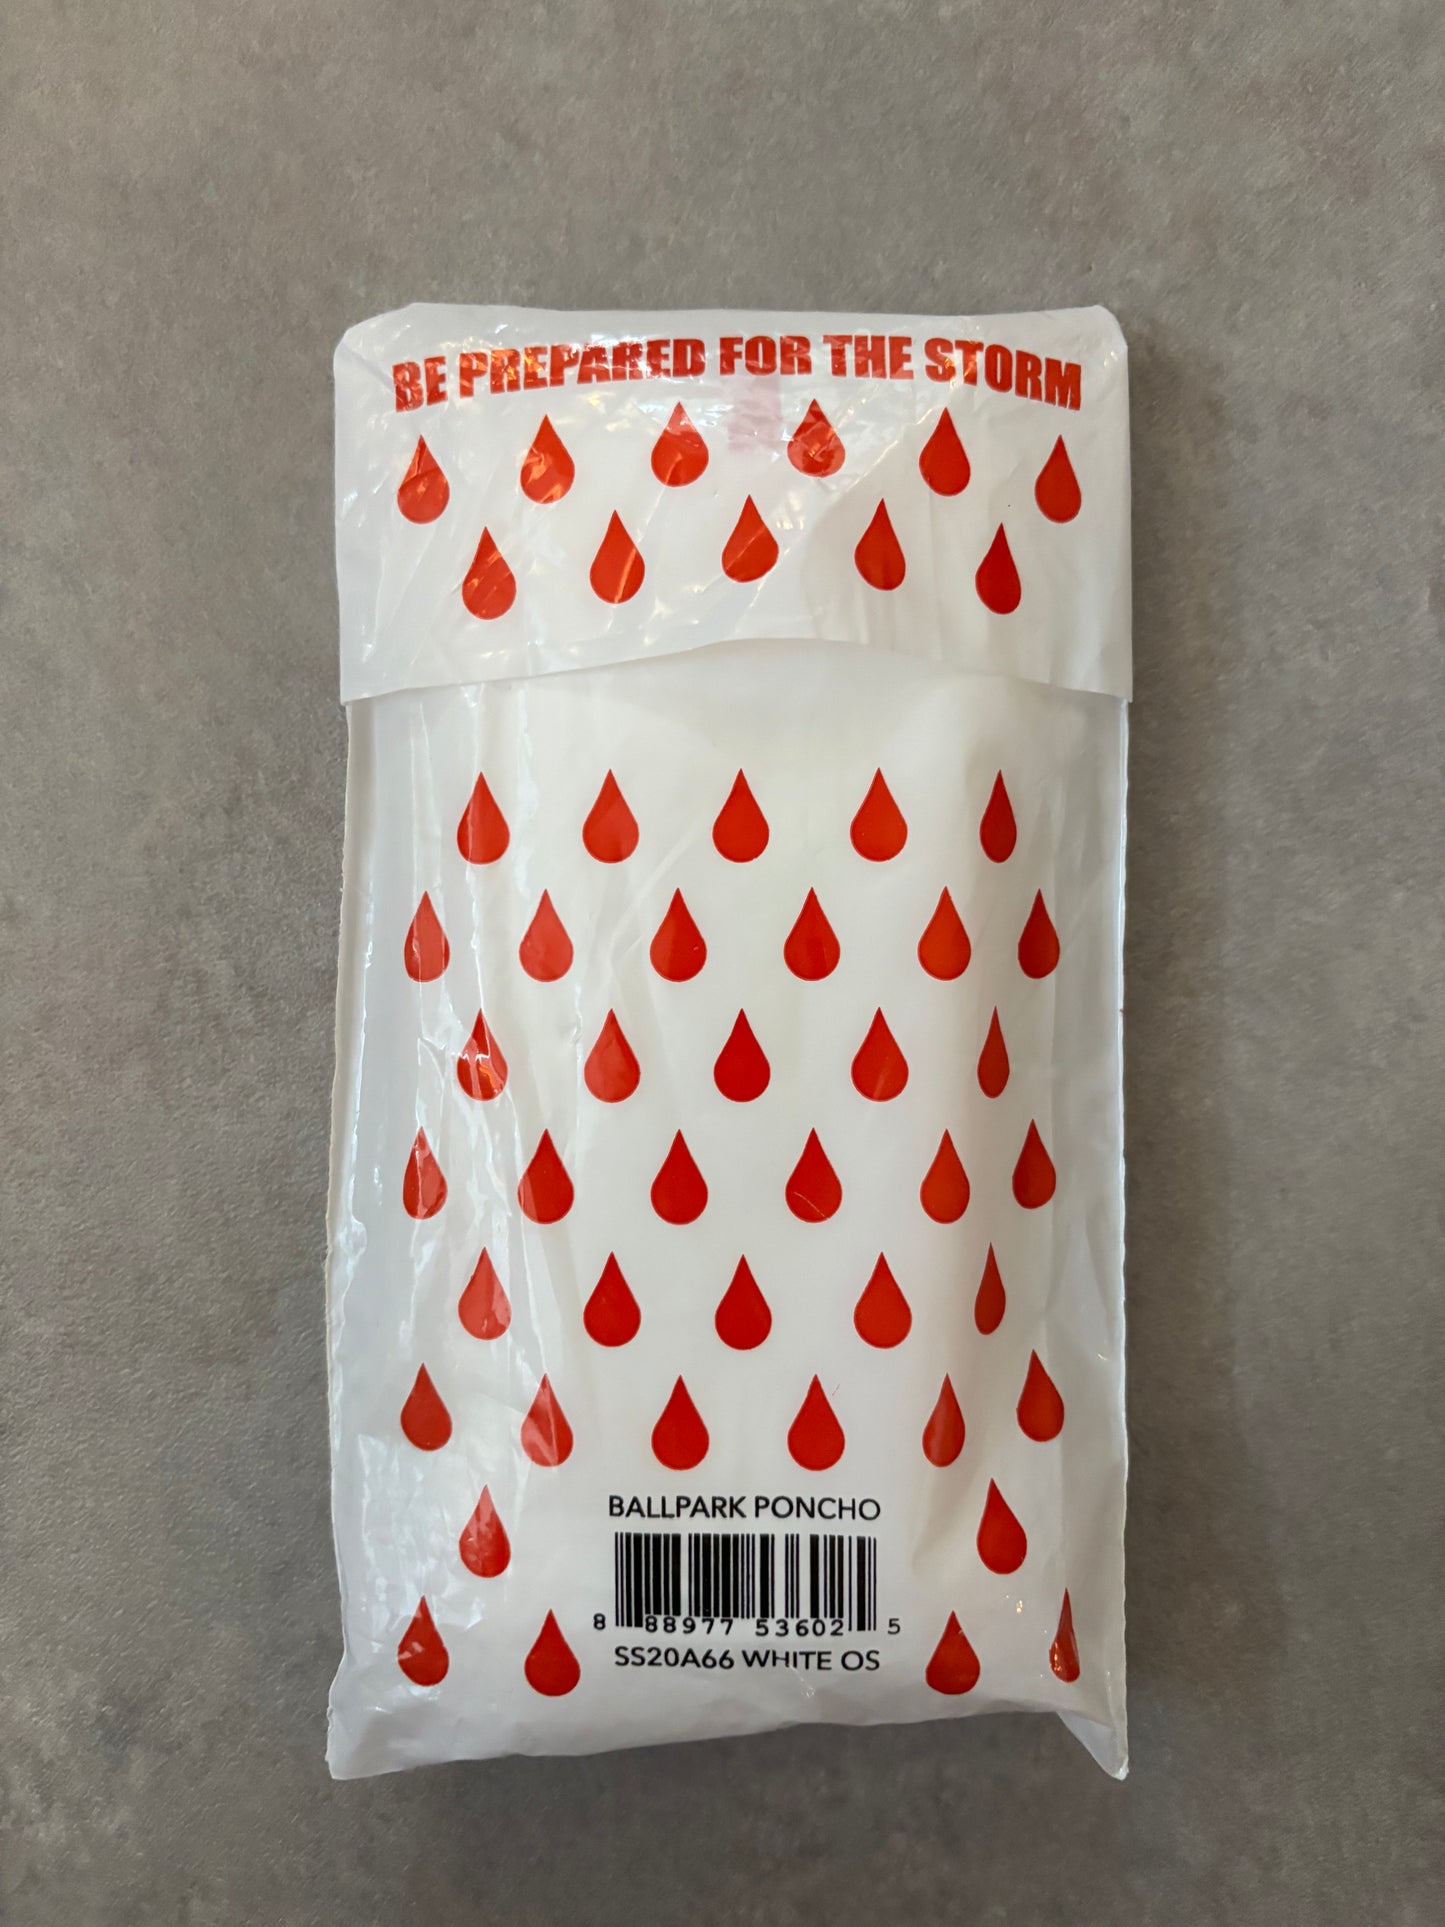 BE PREPARED FOR THE STORM
BALLPARK PONCHO
8 88977 53602 5
SS20A66 WHITE OS